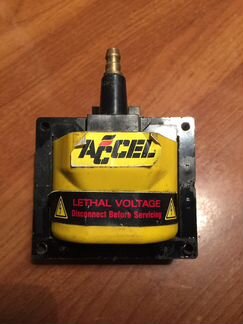 ACCEL
LETHAL VOLTAGE
Disconnect Before Servicing